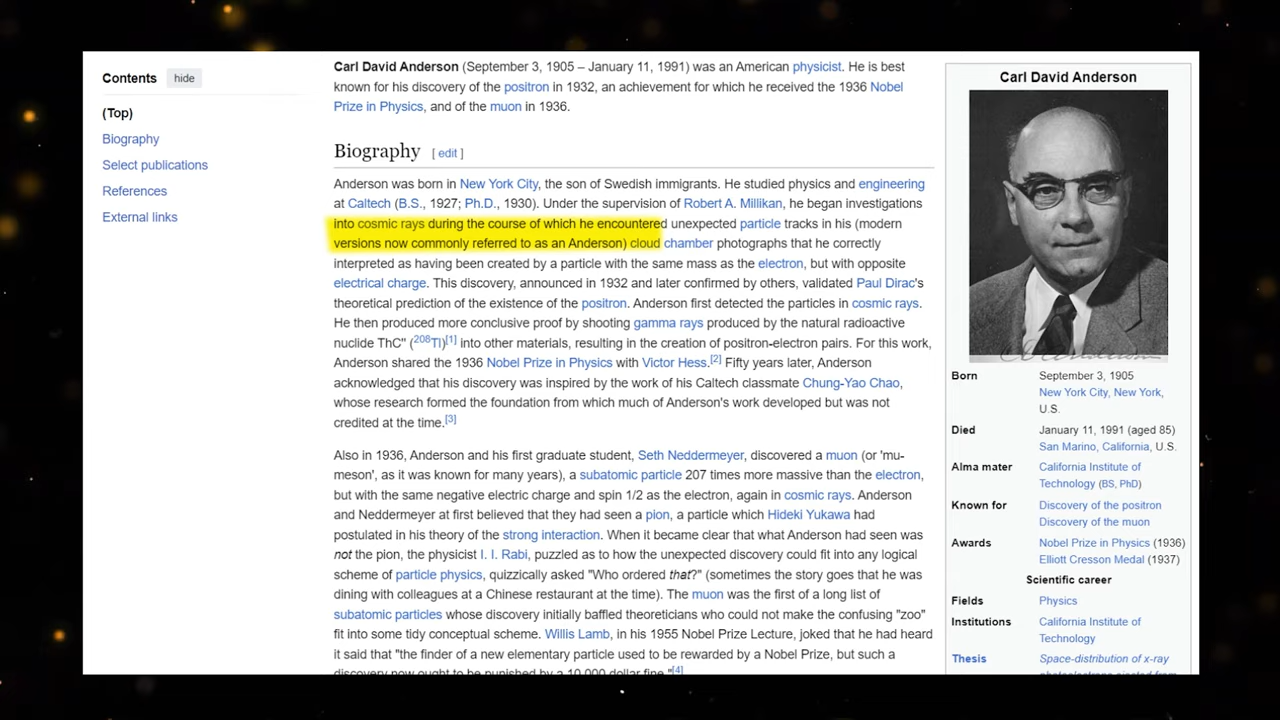 Contents hide
(Top)
Biography
Select publications
References
External links
Carl David Anderson (September 3, 1905 – January 11, 1991) was an American physicist. He is best
known for his discovery of the positron in 1932, an achievement for which he received the 1936 Nobel
Prize in Physics, and of the muon in 1936.
Biography [ edit ]
Anderson was born in New York City, the son of Swedish immigrants. He studied physics and engineering
at Caltech (B.S., 1927; Ph.D., 1930). Under the supervision of Robert A. Millikan, he began investigations
into cosmic rays during the course of which he encountered unexpected particle tracks in his (modern
versions now commonly referred to as an Anderson) cloud chamber photographs that he correctly
interpreted as having been created by a particle with the same mass as the electron, but with opposite
electrical charge. This discovery, announced in 1932 and later confirmed by others, validated Paul Dirac's
theoretical prediction of the existence of the positron. Anderson first detected the particles in cosmic rays.
He then produced more conclusive proof by shooting gamma rays produced by the natural radioactive
nuclide ThC" (208Tl)[1] into other materials, resulting in the creation of positron-electron pairs. For this work,
Anderson shared the 1936 Nobel Prize in Physics with Victor Hess.[2] Fifty years later, Anderson
acknowledged that his discovery was inspired by the work of his Caltech classmate Chung-Yao Chao,
whose research formed the foundation from which much of Anderson's work developed but was not
credited at the time.[3]
Also in 1936, Anderson and his first graduate student, Seth Neddermeyer, discovered a muon (or 'mu-
meson', as it was known for many years), a subatomic particle 207 times more massive than the electron,
but with the same negative electric charge and spin 1/2 as the electron, again in cosmic rays. Anderson
and Neddermeyer at first believed that they had seen a pion, a particle which Hideki Yukawa had
postulated in his theory of the strong interaction. When it became clear that what Anderson had seen was
not the pion, the physicist I. I. Rabi, puzzled as to how the unexpected discovery could fit into any logical
scheme of particle physics, quizzically asked "Who ordered that?" (sometimes the story goes that he was
dining with colleagues at a Chinese restaurant at the time). The muon was the first of a long list of
subatomic particles whose discovery initially baffled theoreticians who could not make the confusing "zoo"
fit into some tidy conceptual scheme. Willis Lamb, in his 1955 Nobel Prize Lecture, joked that he had heard
it said that "the finder of a new elementary particle used to be rewarded by a Nobel Prize, but such a
discovery now ought to be punished by a 10,000 dollar fine."[4]
Carl David Anderson
Born September 3, 1905
New York City, New York,
U.S.
Died January 11, 1991 (aged 85)
San Marino, California, U.S.
Alma mater California Institute of
Technology (BS, PhD)
Known for Discovery of the positron
Discovery of the muon
Awards Nobel Prize in Physics (1936)
Elliott Cresson Medal (1937)
Scientific career
Fields Physics
Institutions California Institute of
Technology
Thesis Space-distribution of x-ray
photoelectrons ejected from